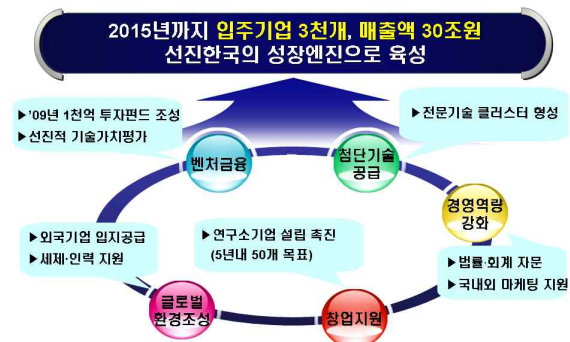 2015년까지 입주기업 3천개, 매출액 30조원
선진한국의 성장엔진으로 육성
▶'09년 1천억 투자펀드 조성
▶선진적 기술가치평가
▶전문기술 클러스터 형성
벤처금융
첨단기술
공급
경영역량
강화
▶외국기업 입지공급
▶세제·인력 지원
▶연구소기업 설립 촉진
(5년내 50개 목표)
▶법률·회계 자문
▶국내외 마케팅 지원
글로벌
환경조성
창업지원